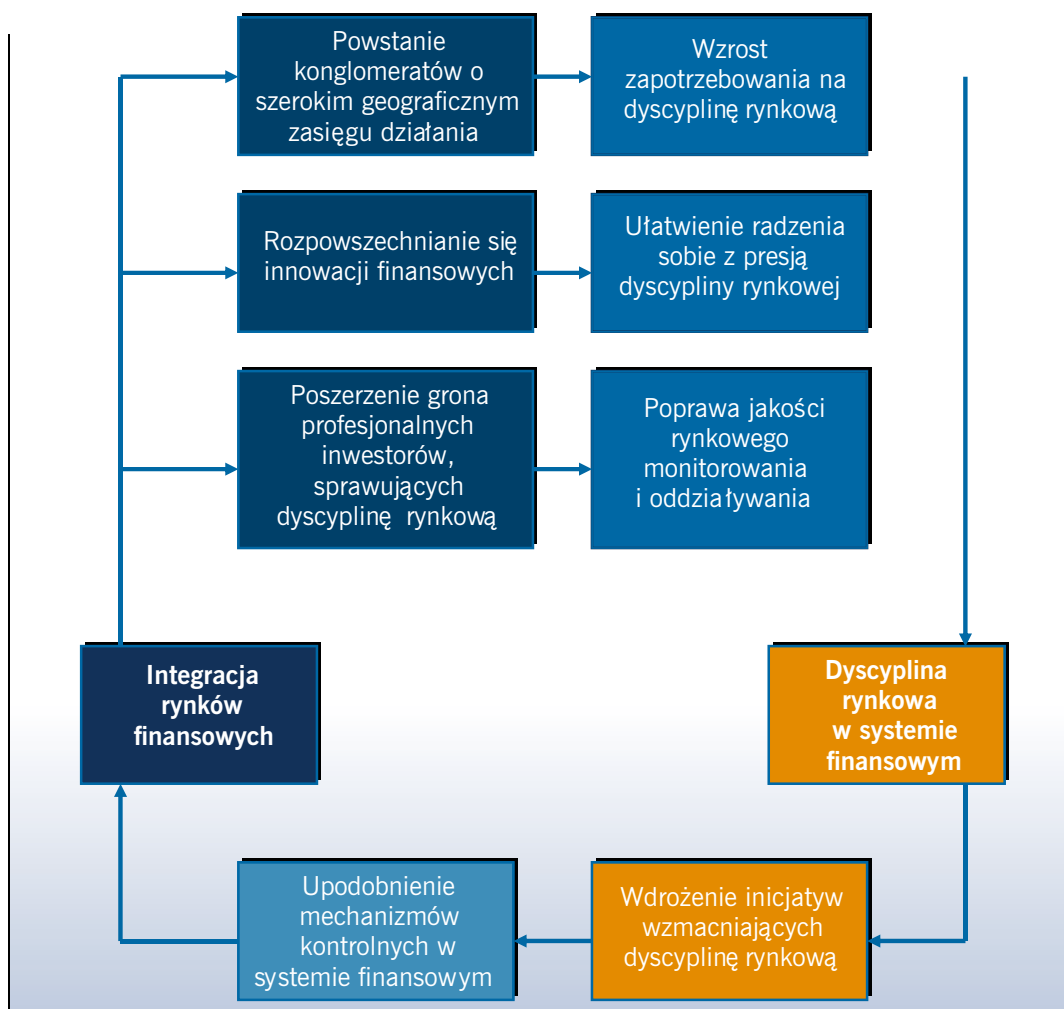 Powstanie
konglomeratów o
szerokim geograficznym
zasięgu działania
Wzrost
zapotrzebowania na
dyscyplinę rynkową
Rozpowszechnianie się
innowacji finansowych
Ułatwienie radzenia
sobie z presją
dyscypliny rynkowej
Poszerzenie grona
profesjonalnych
inwestorów,
sprawujących
dyscyplinę rynkową
Poprawa jakości
rynkowego
monitorowania
i oddziaływania
Integracja
rynków
finansowych
Dyscyplina
rynkowa
w systemie
finansowym
Upodobnienie
mechanizmów
kontrolnych w
systemie finansowym
Wdrożenie inicjatyw
wzmacniających
dyscyplinę rynkową